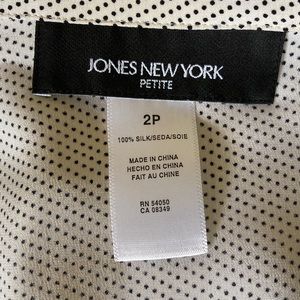 JONES NEW YORK
PETITE
2P
100% SILK/SEDA/SOIE
MADE IN CHINA
HECHO EN CHINA
FAIT AU CHINE
RN 54050
CA 08349